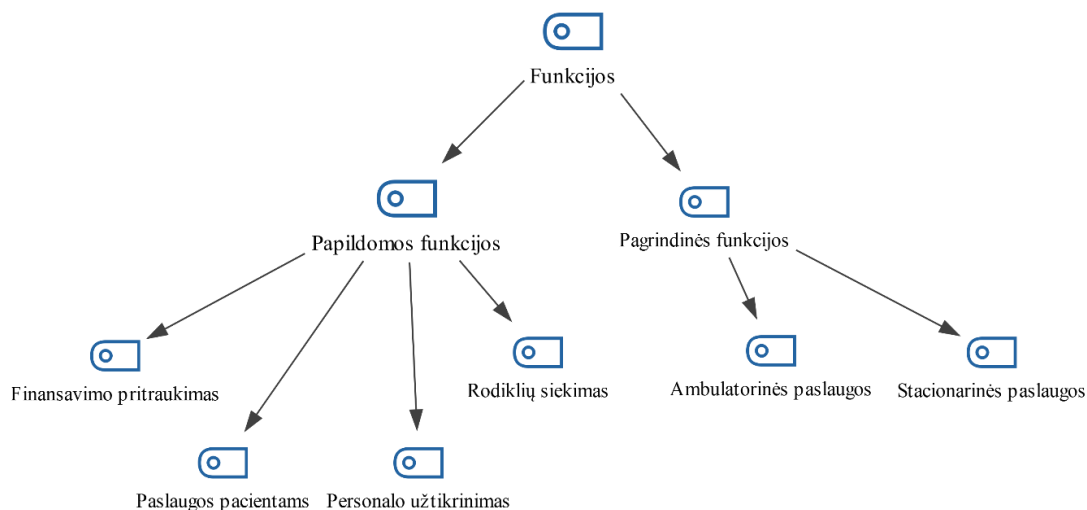 Funkcijos
Papildomos funkcijos
Pagrindinės funkcijos
Finansavimo pritraukimas
Rodiklių siekimas
Ambulatorinės paslaugos
Stacionarinės paslaugos
Paslaugos pacientams
Personalo užtikrinimas